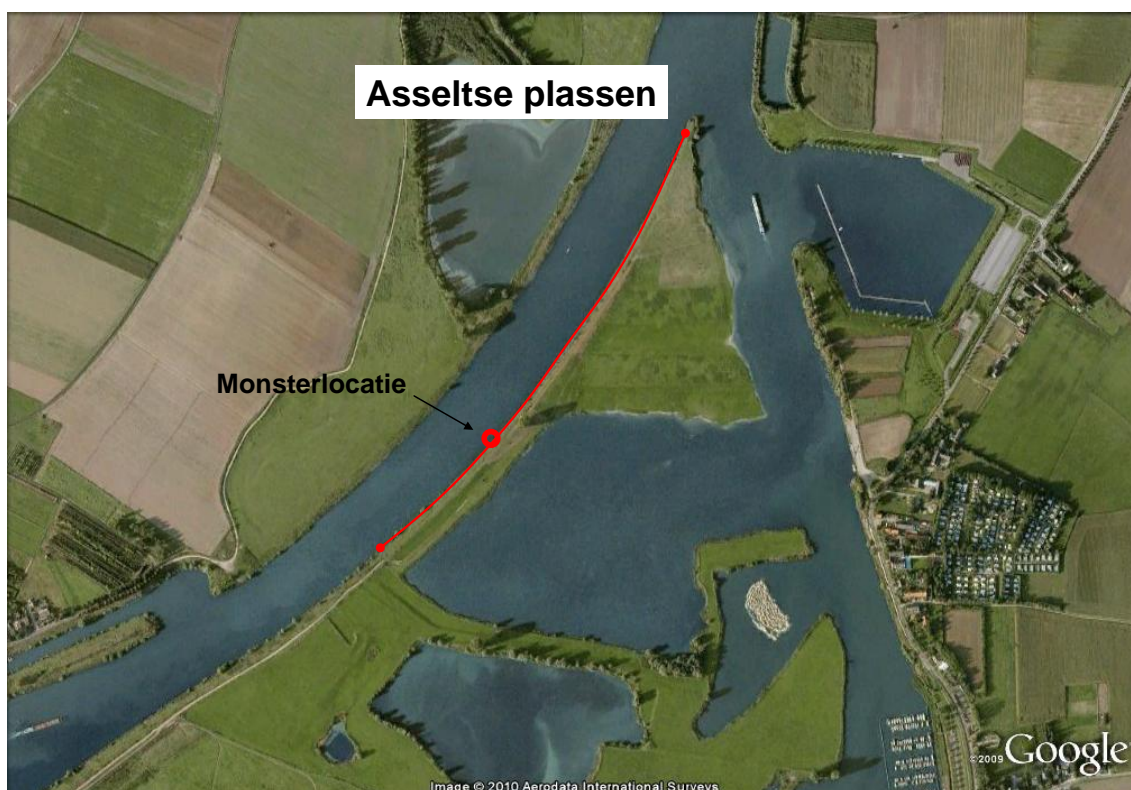 Asseltse plassen
Monsterlocatie
©2009 Google
Image © 2010 Aerodata International Surveys